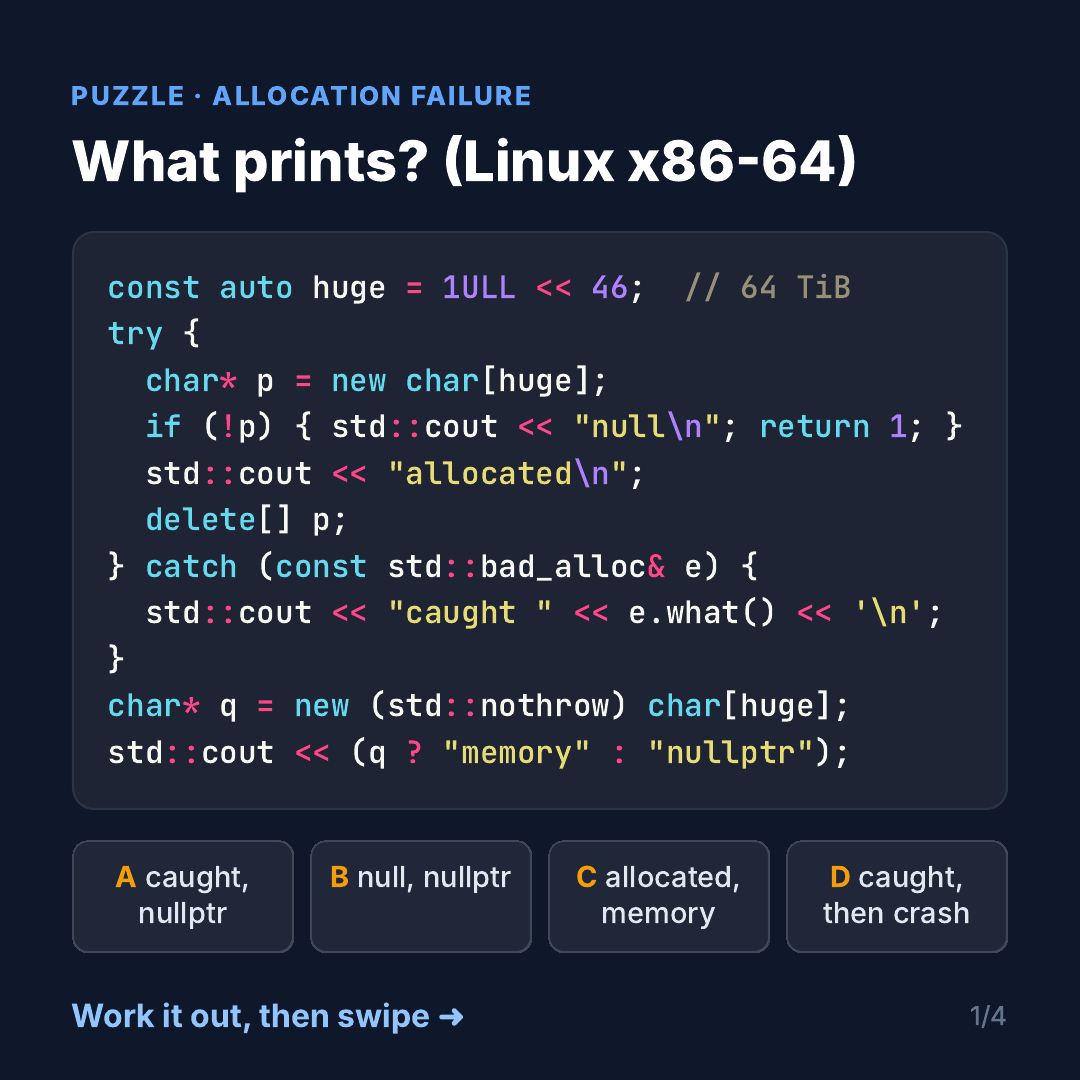 PUZZLE · ALLOCATION FAILURE
What prints? (Linux x86-64)
const auto huge = 1ULL << 46;  // 64 TiB
try {
  char* p = new char[huge];
  if (!p) { std::cout << "null\n"; return 1; }
  std::cout << "allocated\n";
  delete[] p;
} catch (const std::bad_alloc& e) {
  std::cout << "caught " << e.what() << '\n';
}
char* q = new (std::nothrow) char[huge];
std::cout << (q ? "memory" : "nullptr");
A caught,
nullptr
B null, nullptr
C allocated,
memory
D caught,
then crash
Work it out, then swipe ➜
1/4